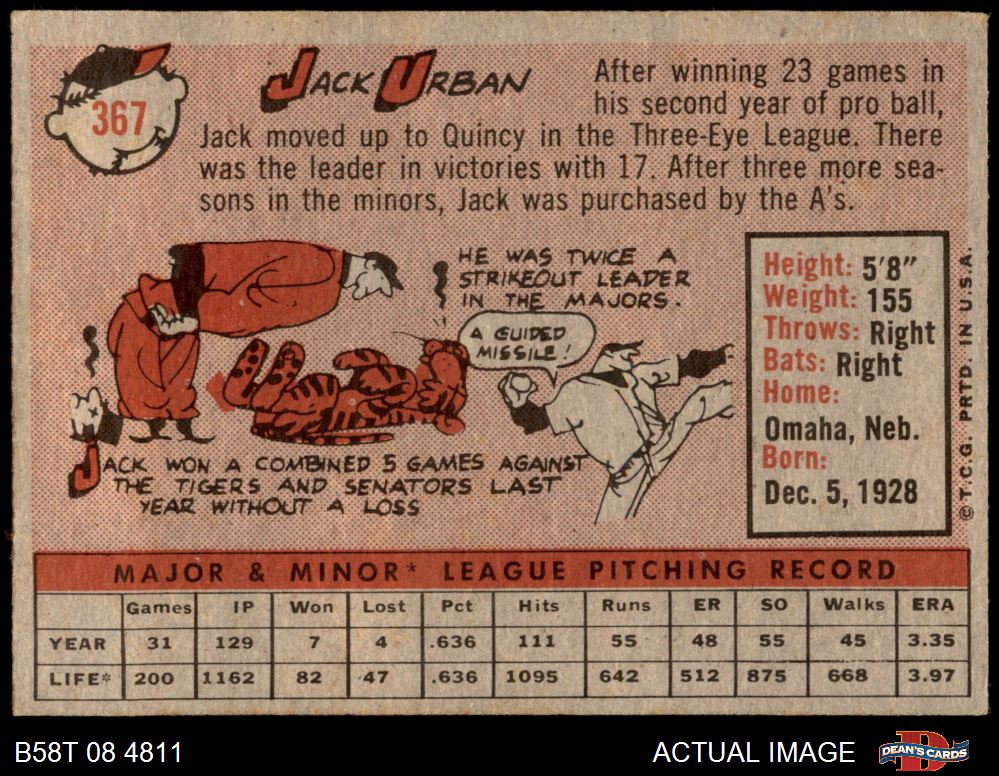 367
JACK URBAN
After winning 23 games in
his second year of pro ball,
Jack moved up to Quincy in the Three-Eye League. There
was the leader in victories with 17. After three more sea-
sons in the minors, Jack was purchased by the A's.
HE WAS TWICE A
STRIKEOUT LEADER
IN THE MAJORS.
A GUIDED
MISSILE!
JACK WON A COMBINED 5 GAMES AGAINST
THE TIGERS AND SENATORS LAST
YEAR WITHOUT A LOSS
Height: 5'8"
Weight: 155
Throws: Right
Bats: Right
Home:
Omaha, Neb.
Born:
Dec. 5, 1928
©T.C.G. PRTD. IN U.S.A.
MAJOR & MINOR* LEAGUE PITCHING RECORD
Games IP Won Lost Pct Hits Runs ER SO Walks ERA
YEAR 31 129 7 4 .636 111 55 48 55 45 3.35
LIFE* 200 1162 82 47 .636 1095 642 512 875 668 3.97
B58T 08 4811
ACTUAL IMAGE
DEAN'S CARDS